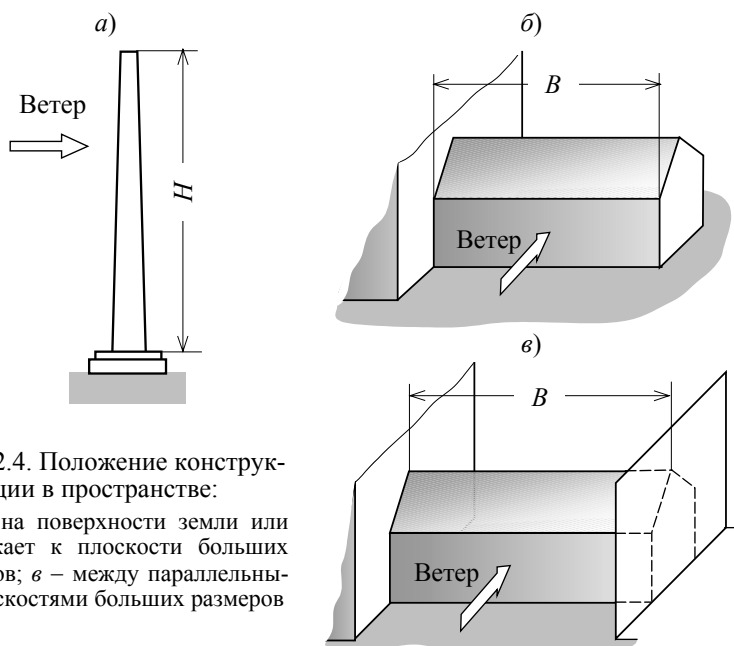 а)
Ветер
H
б)
B
Ветер
в)
B
Ветер
2.4. Положение конструк-
ции в пространстве:
на поверхности земли или
кает к плоскости больших
ов; в – между параллельны-
скостями больших размеров